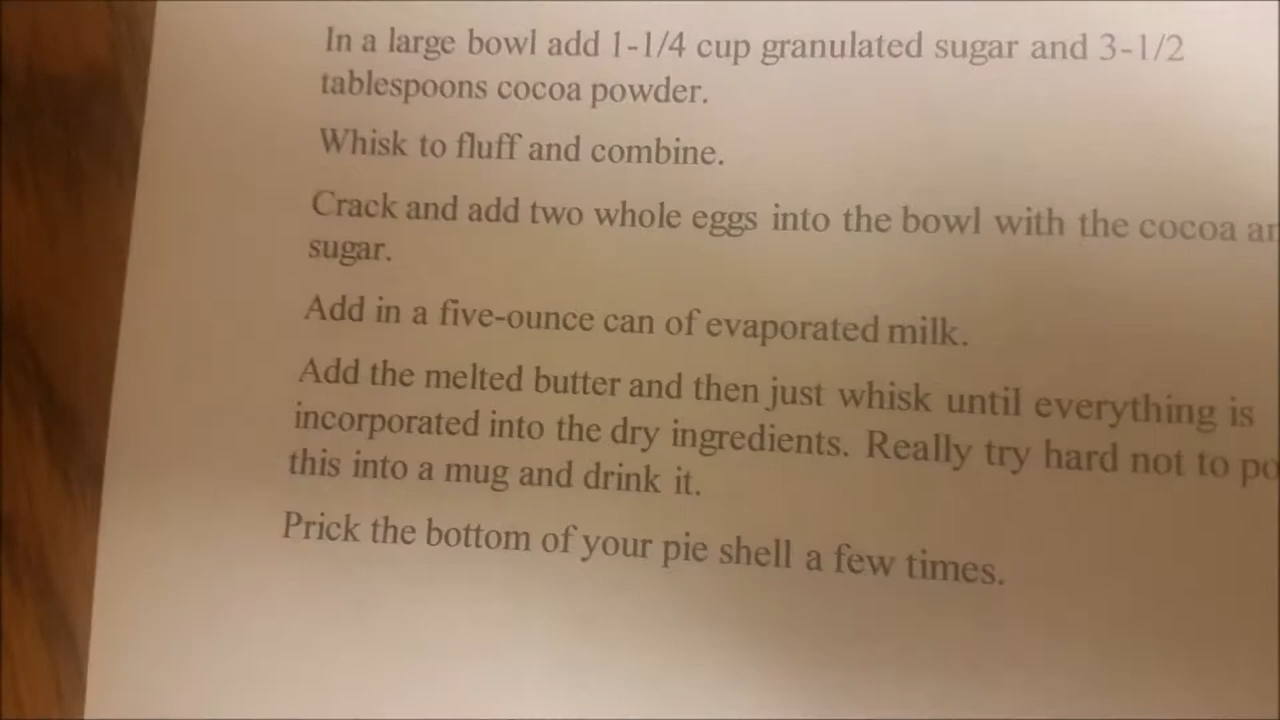 In a large bowl add 1-1/4 cup granulated sugar and 3-1/2
tablespoons cocoa powder.
Whisk to fluff and combine.
Crack and add two whole eggs into the bowl with the cocoa
sugar.
Add in a five-ounce can of evaporated milk.
Add the melted butter and then just whisk until everything is
incorporated into the dry ingredients. Really try hard not to
this into a mug and drink it.
Prick the bottom of your pie shell a few times.